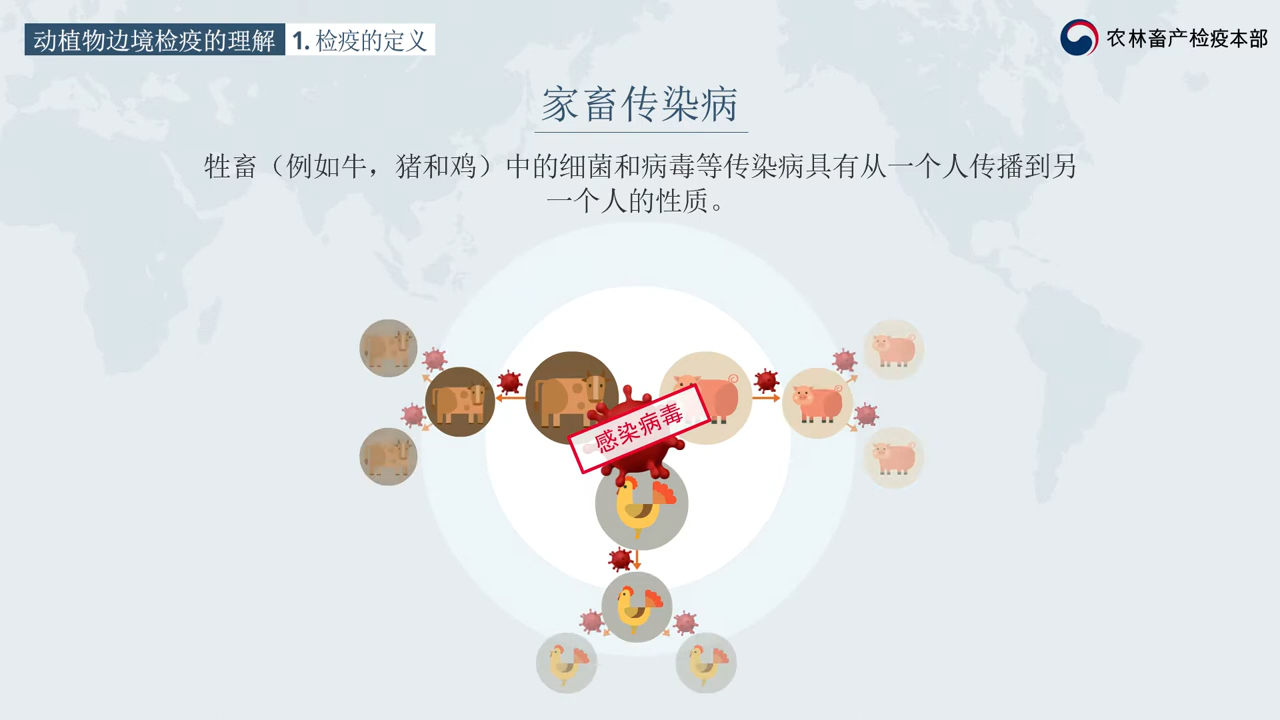 动植物边境检疫的理解 1. 检疫的定义
农林畜产检疫本部
家畜传染病
牲畜（例如牛，猪和鸡）中的细菌和病毒等传染病具有从一个人传播到另
一个人的性质。
感染病毒